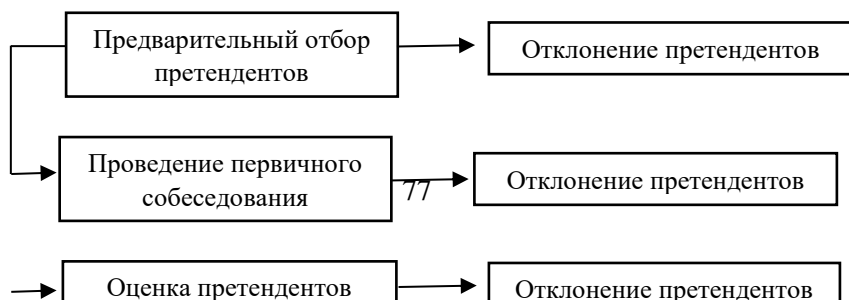 Предварительный отбор
претендентов
Отклонение претендентов
Проведение первичного
собеседования
77
Отклонение претендентов
Оценка претендентов
Отклонение претендентов